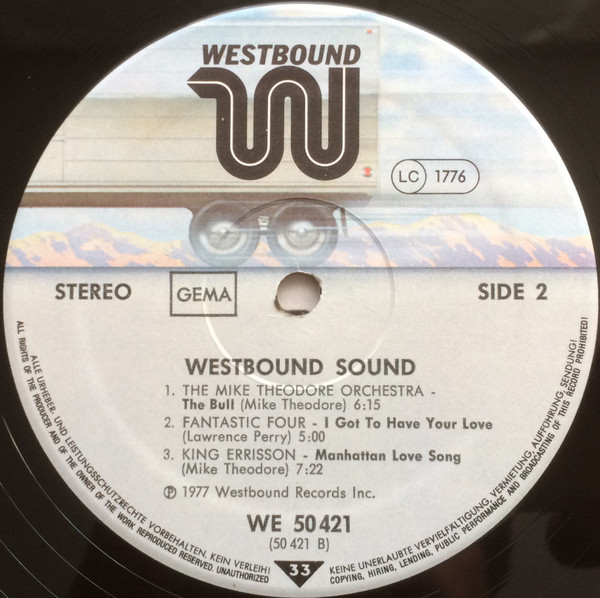 WESTBOUND
W
LC 1776
STEREO
GEMA
SIDE 2
WESTBOUND SOUND
1. THE MIKE THEODORE ORCHESTRA -
The Bull (Mike Theodore) 6:15
2. FANTASTIC FOUR - I Got To Have Your Love
(Lawrence Perry) 5:00
3. KING ERRISSON - Manhattan Love Song
(Mike Theodore) 7:22
℗ 1977 Westbound Records Inc.
WE 50 421
(50 421 B)
33
ALLE URHEBER. UND LEISTUNGSSCHUTZRECHTE VORBEHALTEN. KEIN VERLEIH!
KEINE UNERLAUBTE VERVIELFÄLTIGUNG, VERMIETUNG, AUFFÜHRUNG, SENDUNG!
ALL RIGHTS OF THE PRODUCER AND OF THE OWNER OF THE WORK REPRODUCED RESERVED. UNAUTHORIZED
COPYING, HIRING, LENDING, PUBLIC PERFORMANCE AND BROADCASTING OF THIS RECORD PROHIBITED!